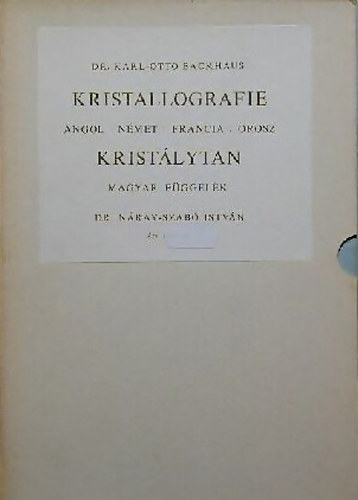 DR. KARL-OTTO BACKHAUS
KRISTALLOGRAFIE
ANGOL . NÉMET . FRANCIA . OROSZ
KRISTÁLYTAN
MAGYAR FÜGGELÉK
DR. NÁRAY-SZABÓ ISTVÁN